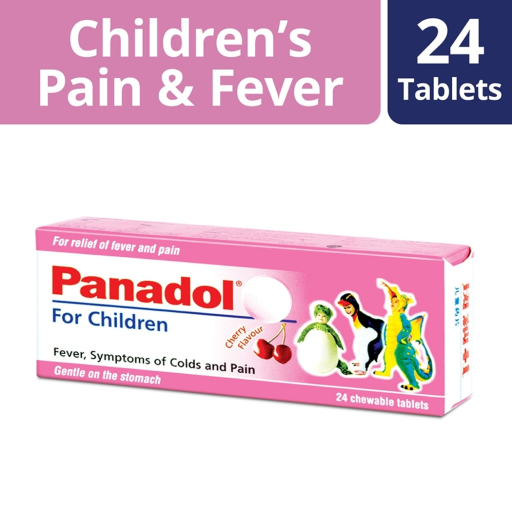 Children's
Pain & Fever
24
Tablets
For relief of fever and pain
Panadol®
For Children
Cherry
Flavour
Fever, Symptoms of Colds and Pain
Gentle on the stomach
24 chewable tablets